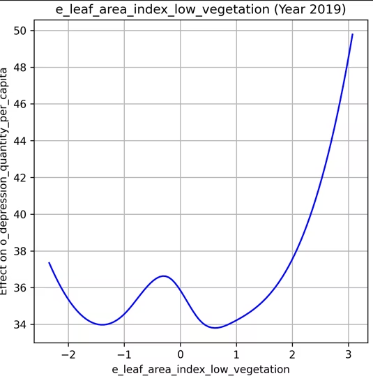 e_leaf_area_index_low_vegetation (Year 2019)
Effect on o_depression_quantity_per_capita
50
48
46
44
42
40
38
36
34
−2 −1 0 1 2 3
e_leaf_area_index_low_vegetation